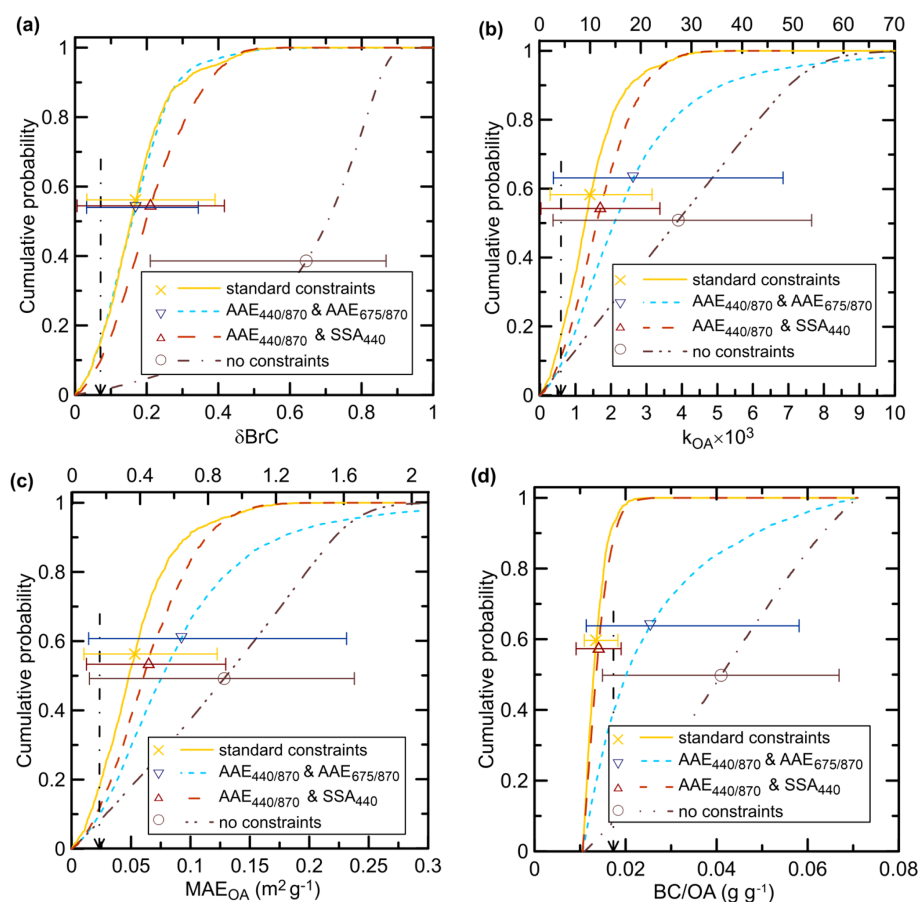 (a)
1
0.8
0.6
0.4
0.2
0
Cumulative probability
standard constraints
AAE440/870 & AAE675/870
AAE440/870 & SSA440
no constraints
0 0.2 0.4 0.6 0.8 1
δBrC
(b)
0 10 20 30 40 50 60 70
1
0.8
0.6
0.4
0.2
0
Cumulative probability
standard constraints
AAE440/870 & AAE675/870
AAE440/870 & SSA440
no constraints
0 1 2 3 4 5 6 7 8 9 10
kOA×10³
(c)
0 0.4 0.8 1.2 1.6 2
1
0.8
0.6
0.4
0.2
0
Cumulative probability
standard constraints
AAE440/870 & AAE675/870
AAE440/870 & SSA440
no constraints
0 0.05 0.1 0.15 0.2 0.25 0.3
MAEOA (m² g⁻¹)
(d)
1
0.8
0.6
0.4
0.2
0
Cumulative probability
standard constraints
AAE440/870 & AAE675/870
AAE440/870 & SSA440
no constraints
0 0.02 0.04 0.06 0.08
BC/OA (g g⁻¹)